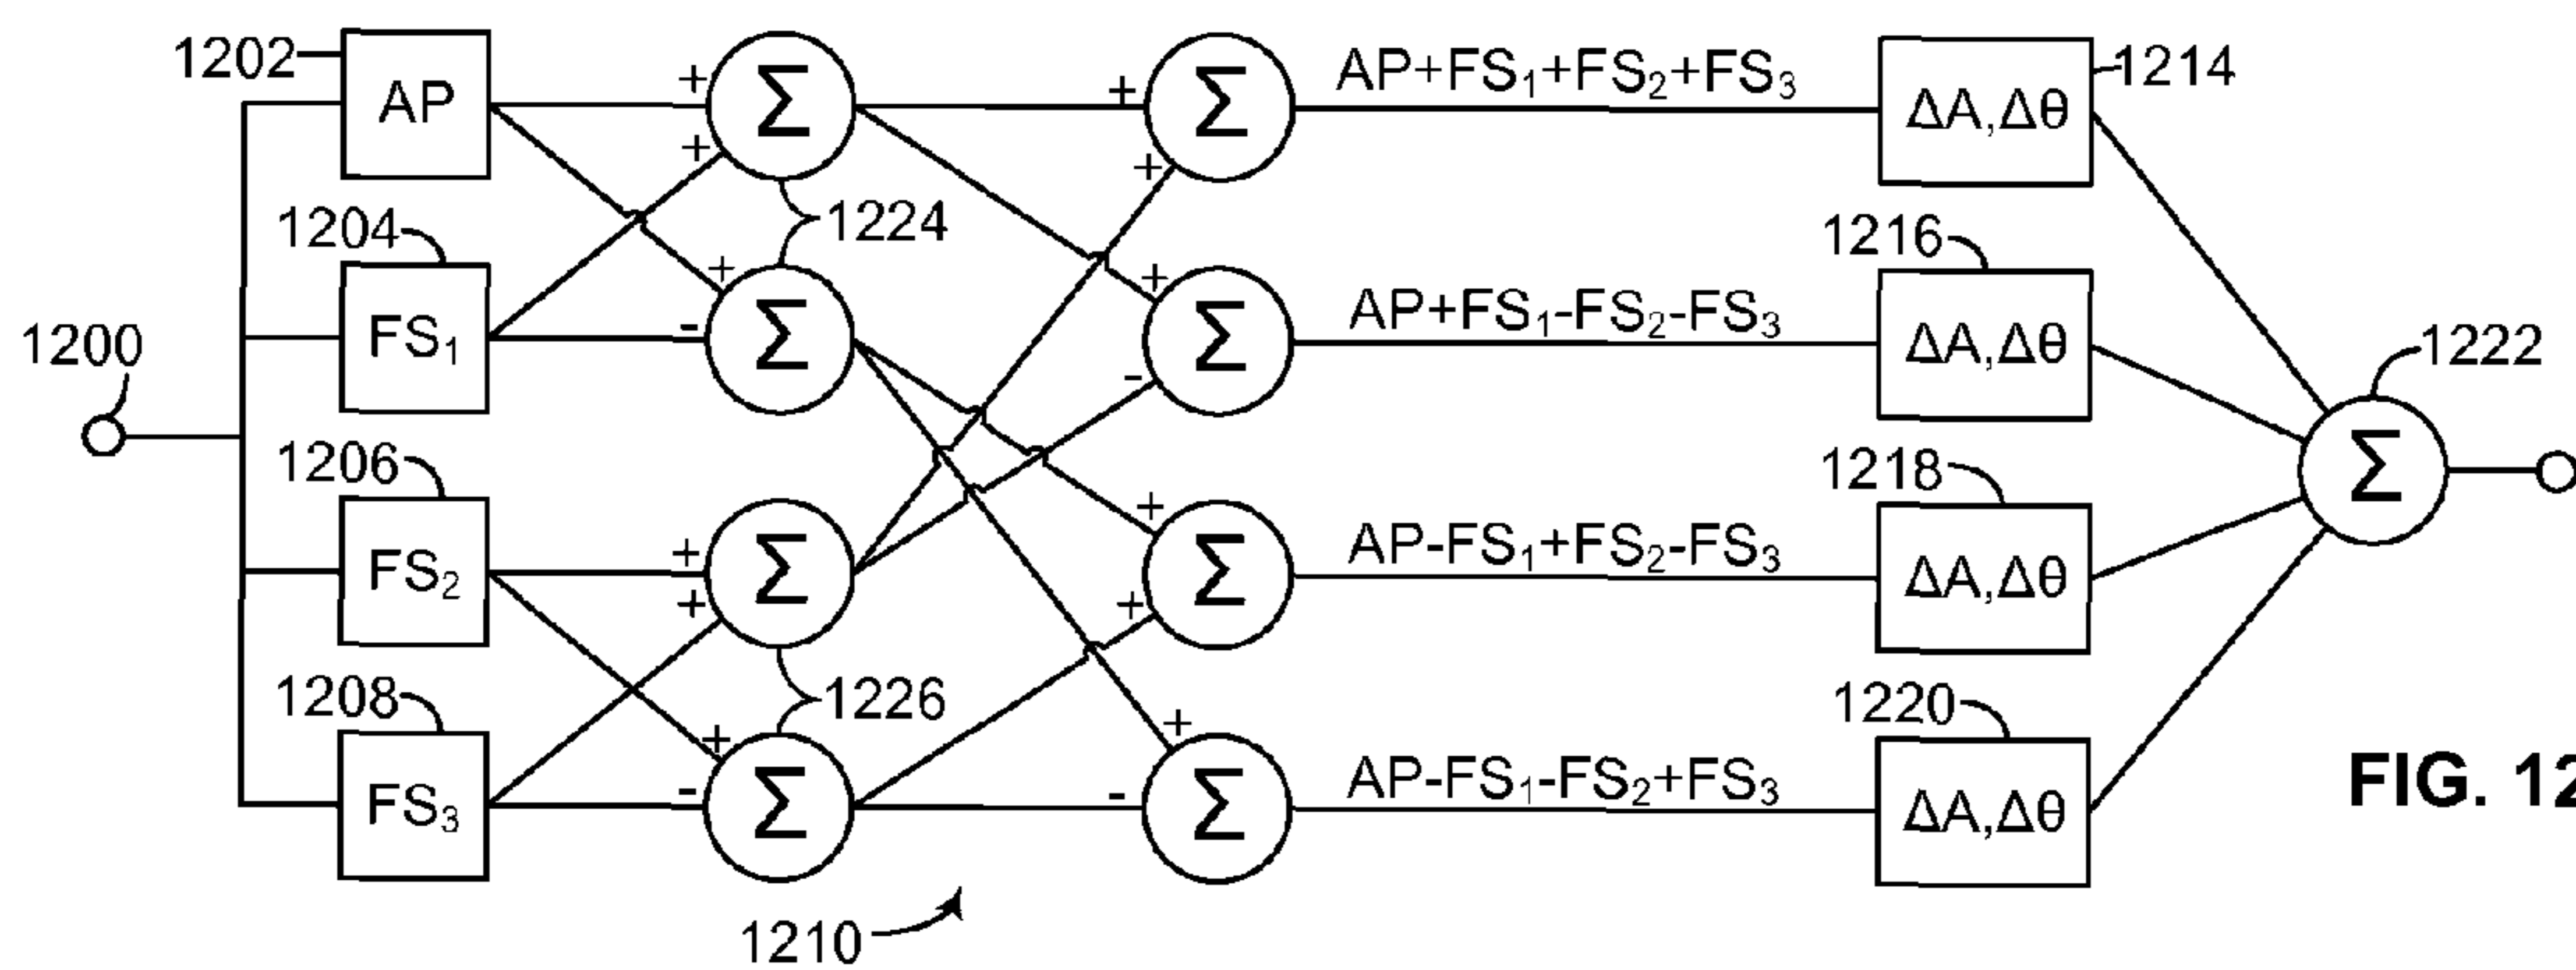 1202
AP
+
+
Σ
+
+
Σ
AP+FS₁+FS₂+FS₃
ΔA,Δθ
1214
1204
FS₁
1224
+
-
Σ
+
-
Σ
AP+FS₁-FS₂-FS₃
1216
ΔA,Δθ
1200
1222
Σ
1206
FS₂
+
+
Σ
+
+
Σ
AP-FS₁+FS₂-FS₃
1218
ΔA,Δθ
1208
FS₃
1226
+
-
Σ
+
-
Σ
AP-FS₁-FS₂+FS₃
1220
ΔA,Δθ
FIG. 12
1210